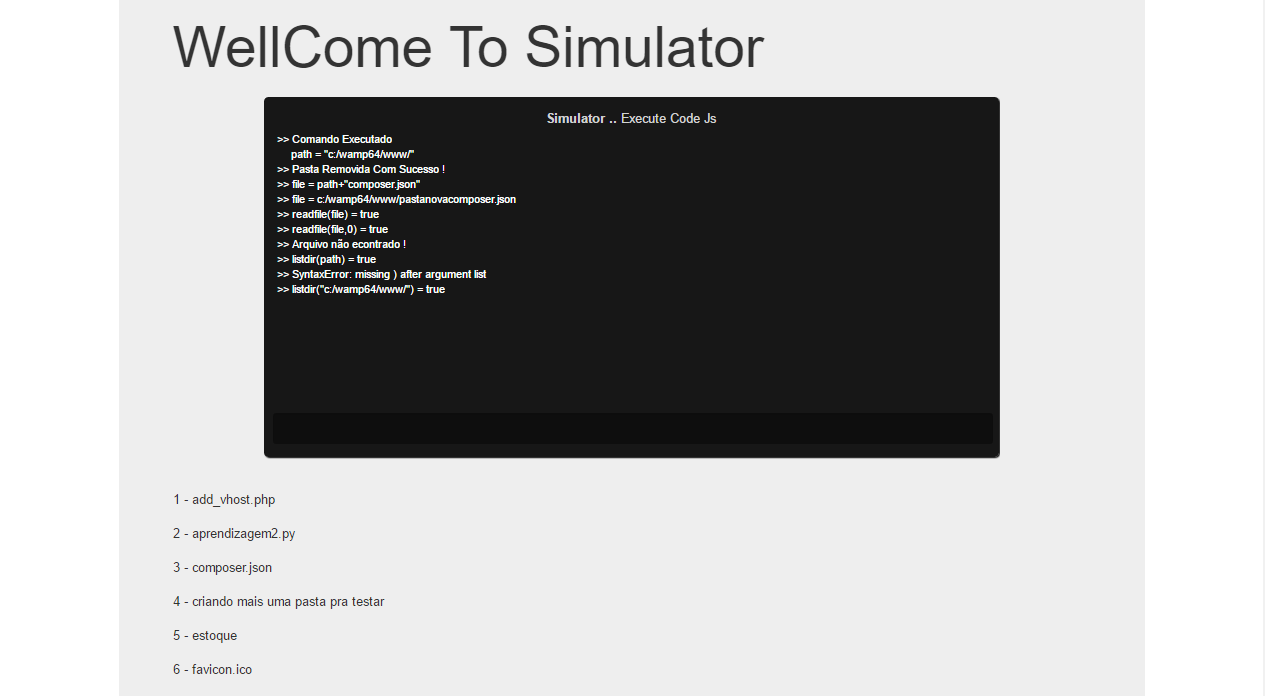 WellCome To Simulator
Simulator .. Execute Code Js
>> Comando Executado
path = "c:/wamp64/www/"
>> Pasta Removida Com Sucesso !
>> file = path+"composer.json"
>> file = c:/wamp64/www/pastanovacomposer.json
>> readfile(file) = true
>> readfile(file,0) = true
>> Arquivo não econtrado !
>> listdir(path) = true
>> SyntaxError: missing ) after argument list
>> listdir("c:/wamp64/www/") = true
1 - add_vhost.php
2 - aprendizagem2.py
3 - composer.json
4 - criando mais uma pasta pra testar
5 - estoque
6 - favicon.ico